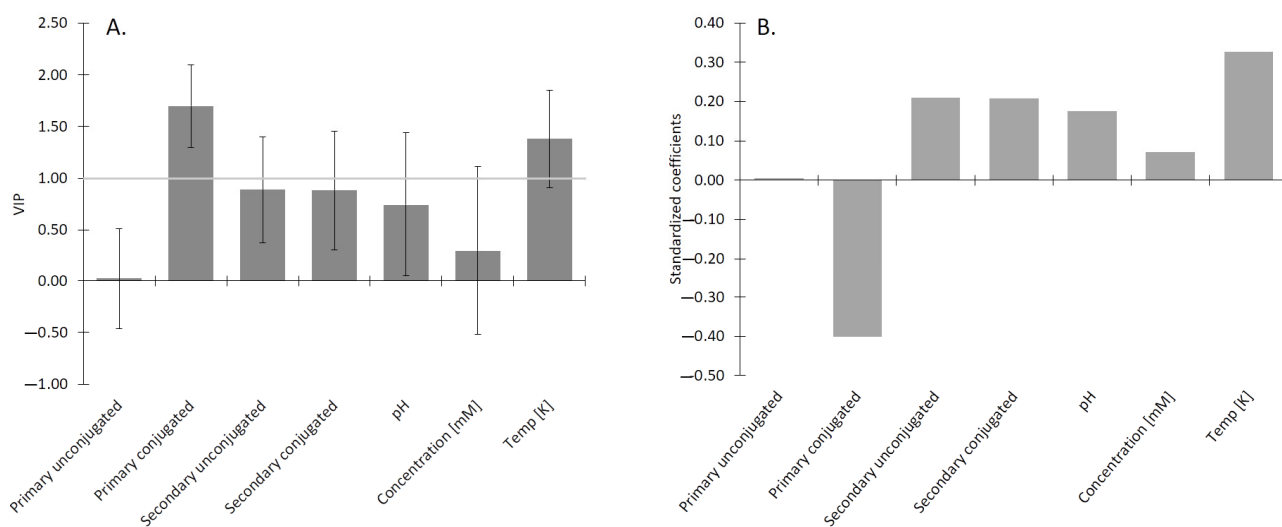 A.
2.50
2.00
1.50
1.00
0.50
0.00
−0.50
−1.00
VIP
Primary unconjugated
Primary conjugated
Secondary unconjugated
Secondary conjugated
pH
Concentration [mM]
Temp [K]
B.
0.40
0.30
0.20
0.10
0.00
−0.10
−0.20
−0.30
−0.40
−0.50
Standardized coefficients
Primary unconjugated
Primary conjugated
Secondary unconjugated
Secondary conjugated
pH
Concentration [mM]
Temp [K]